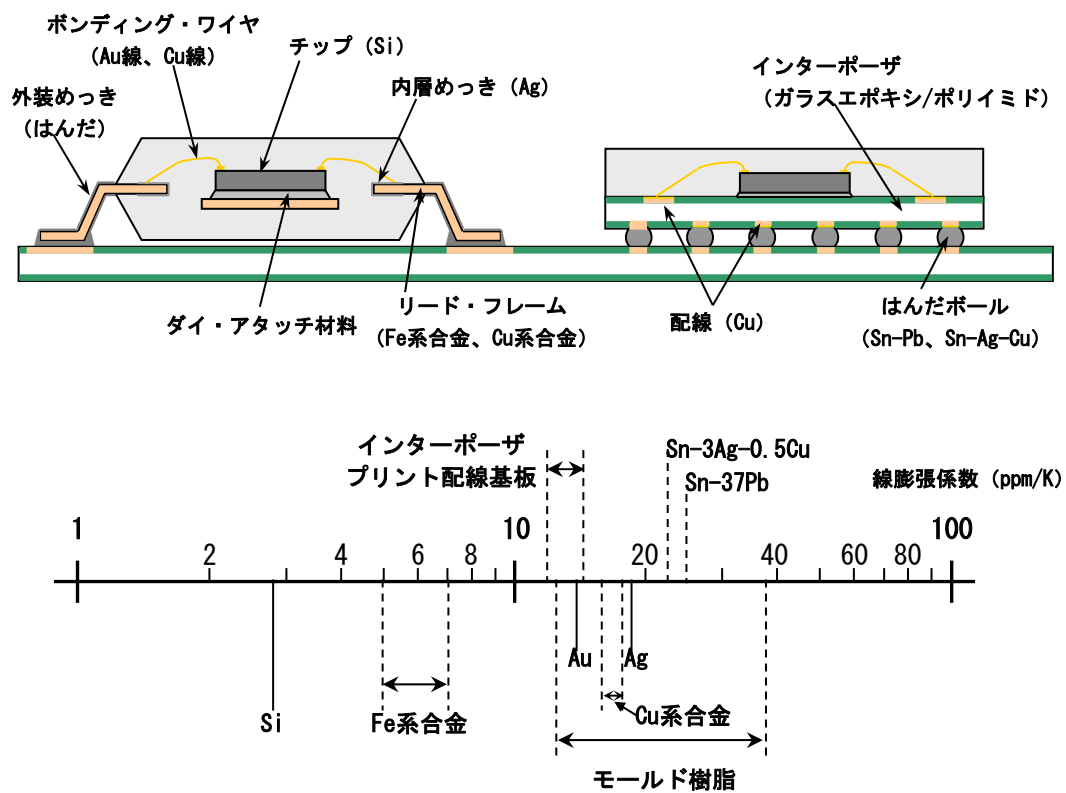 ボンディング・ワイヤ
（Au線、Cu線）
チップ（Si）
内層めっき（Ag）
外装めっき
（はんだ）
インターポーザ
（ガラスエポキシ/ポリイミド）
ダイ・アタッチ材料
リード・フレーム
（Fe系合金、Cu系合金）
配線（Cu）
はんだボール
（Sn-Pb、Sn-Ag-Cu）
インターポーザ
プリント配線基板
Sn-3Ag-0.5Cu
Sn-37Pb
線膨張係数（ppm/K）
1 10 100
2 4 6 8 20 40 60 80
Au Ag
Si Fe系合金 Cu系合金
モールド樹脂